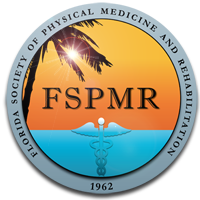 FLORIDA SOCIETY OF PHYSICAL MEDICINE AND REHABILITATION
FSPMR
1962